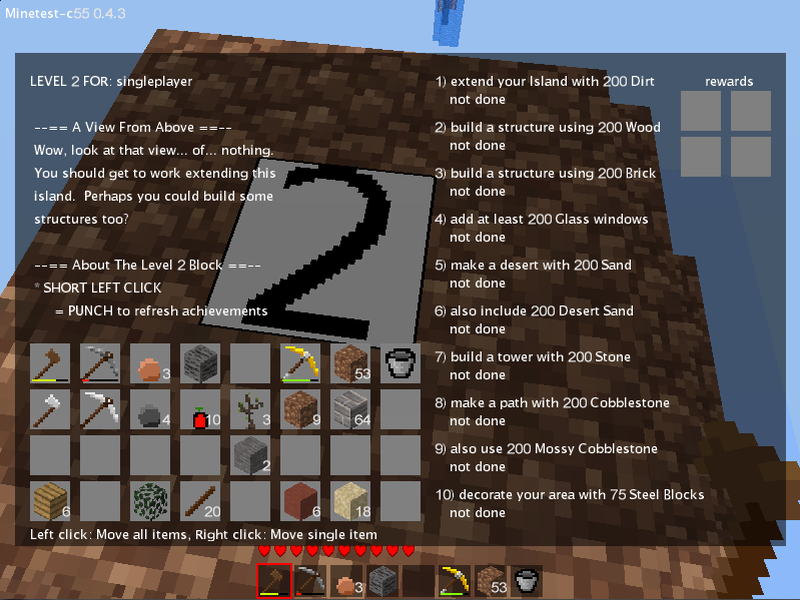 Minetest-c55 0.4.3
LEVEL 2 FOR: singleplayer
--== A View From Above ==--
Wow, look at that view... of... nothing.
You should get to work extending this
island.  Perhaps you could build some
structures too?
--== About The Level 2 Block ==--
* SHORT LEFT CLICK
= PUNCH to refresh achievements
2
1) extend your Island with 200 Dirt
not done
2) build a structure using 200 Wood
not done
3) build a structure using 200 Brick
not done
4) add at least 200 Glass windows
not done
5) make a desert with 200 Sand
not done
6) also include 200 Desert Sand
not done
7) build a tower with 200 Stone
not done
8) make a path with 200 Cobblestone
not done
9) also use 200 Mossy Cobblestone
not done
10) decorate your area with 75 Steel Blocks
not done
rewards
3 53
4 10 3 9 64
2
6 20 6 18
Left click: Move all items, Right click: Move single item
3 53